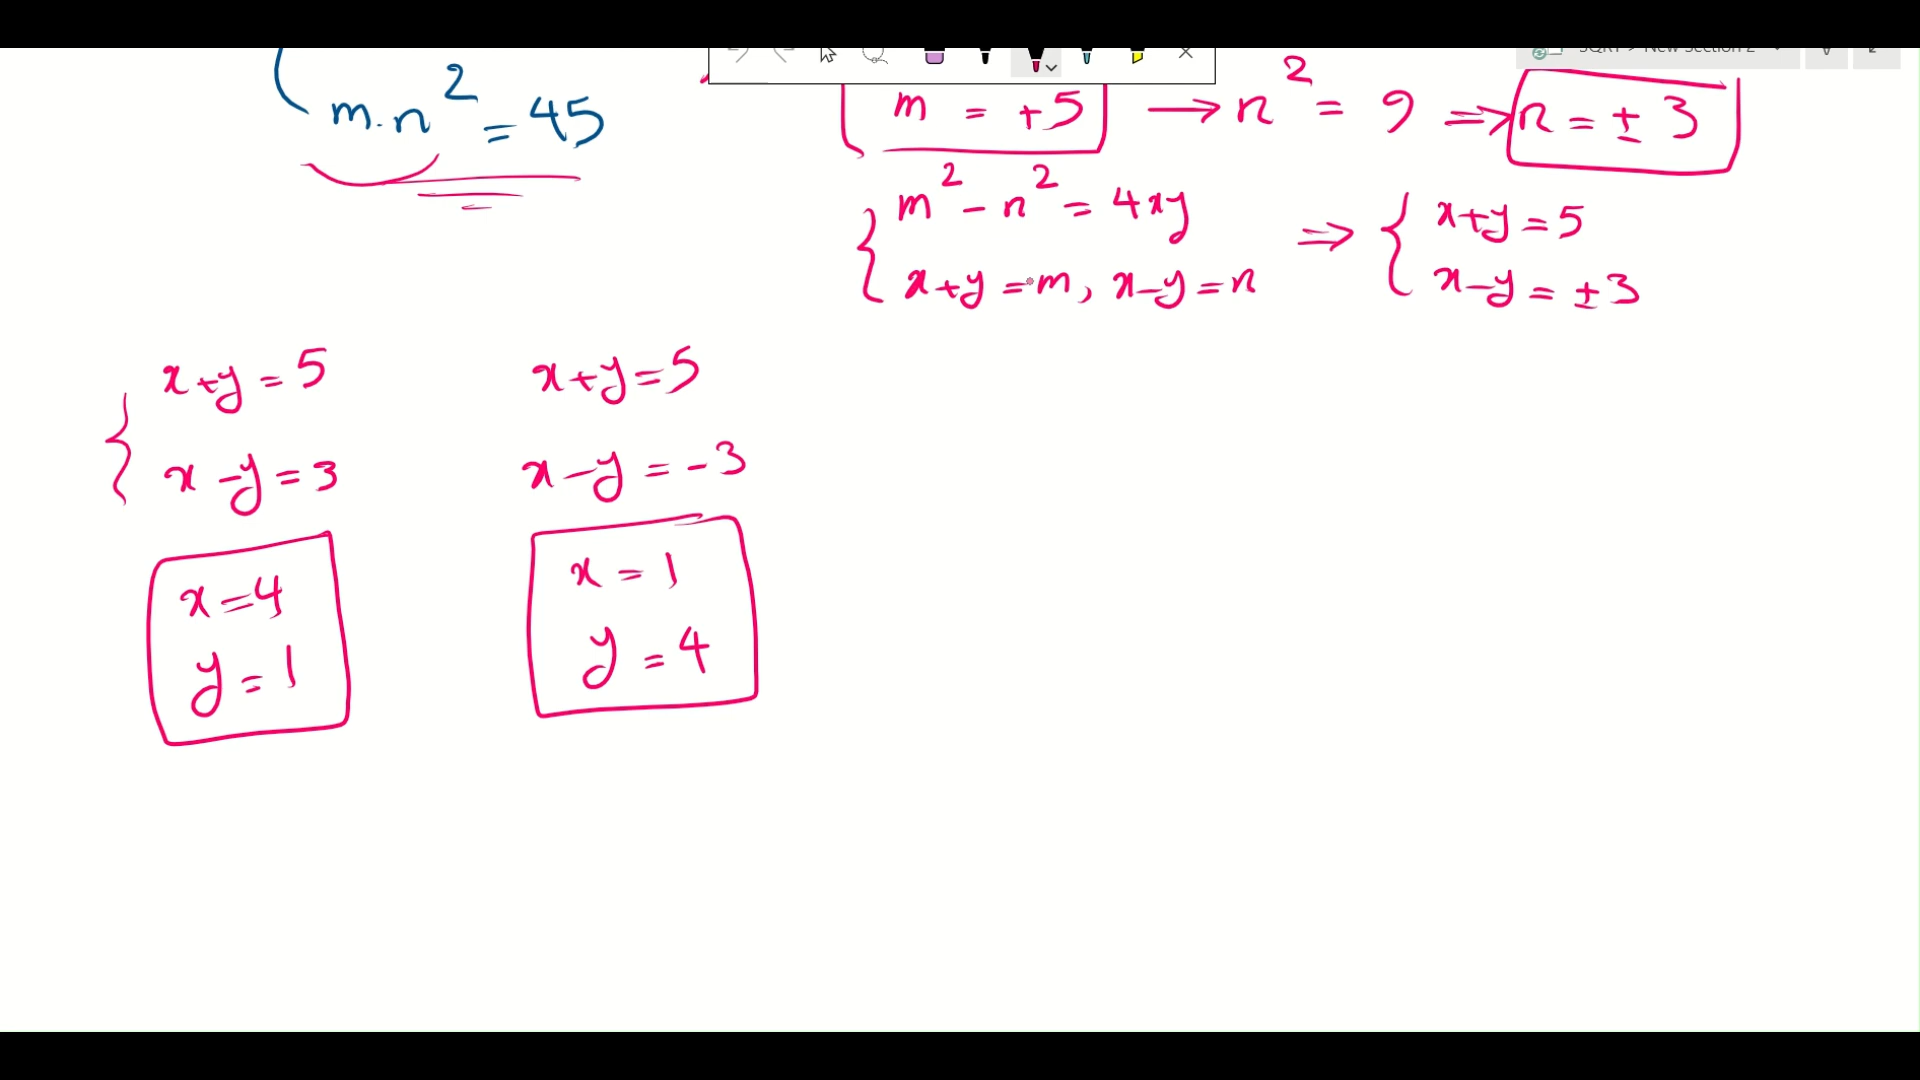 m.n² = 45
m = +5 → n² = 9 ⇒ n = ± 3
m² - n² = 4xy
x+y = m, x-y = n
⇒ { x+y = 5
x-y = ±3
x+y = 5
x-y = 3
x = 4
y = 1
x+y = 5
x-y = -3
x = 1
y = 4